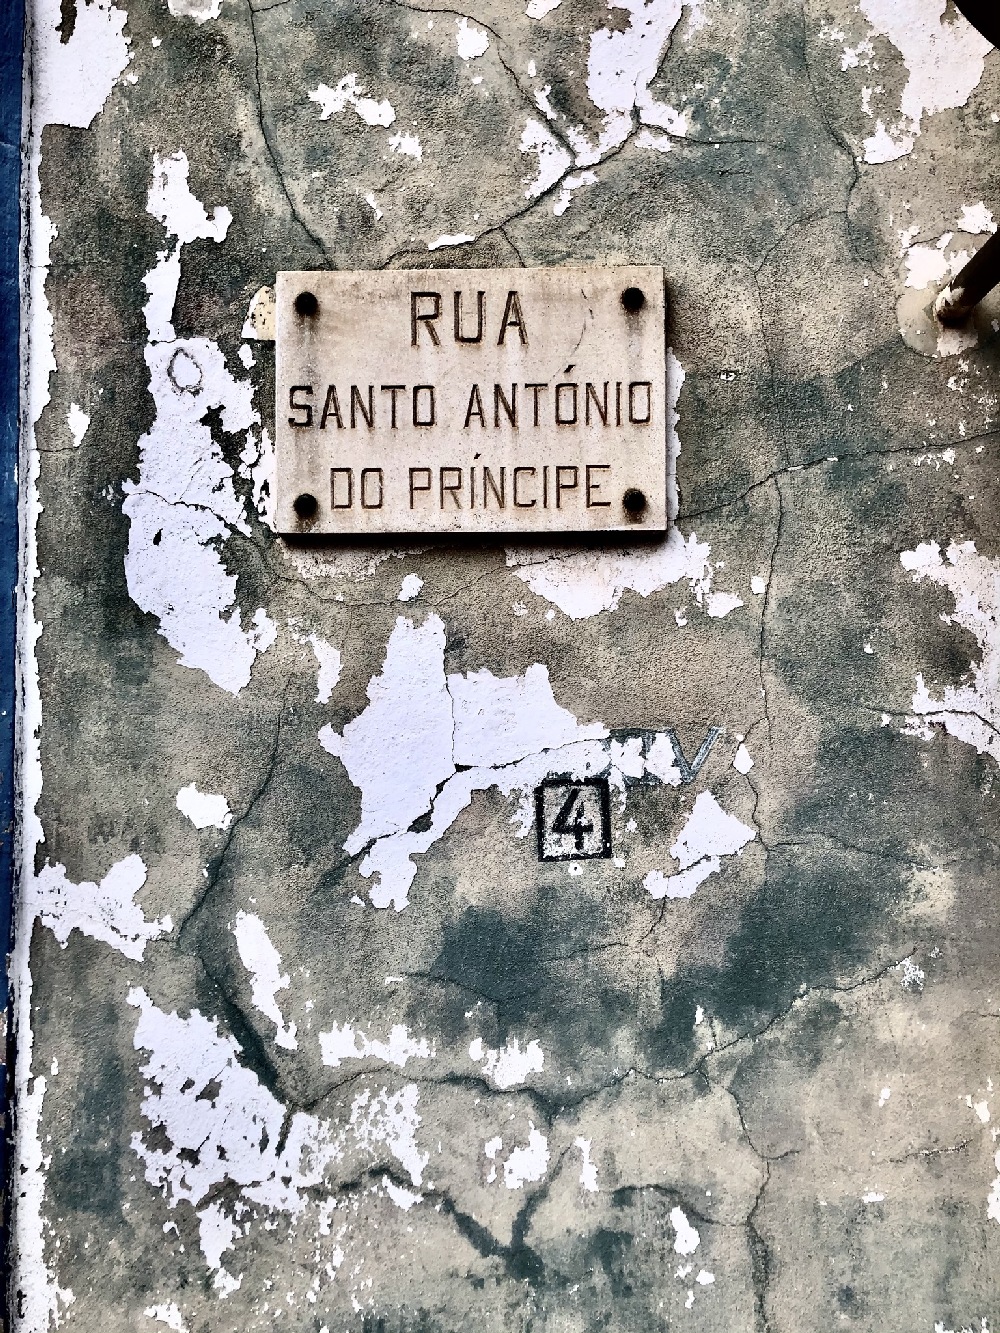 RUA
SANTO ANTÓNIO
DO PRÍNCIPE
4